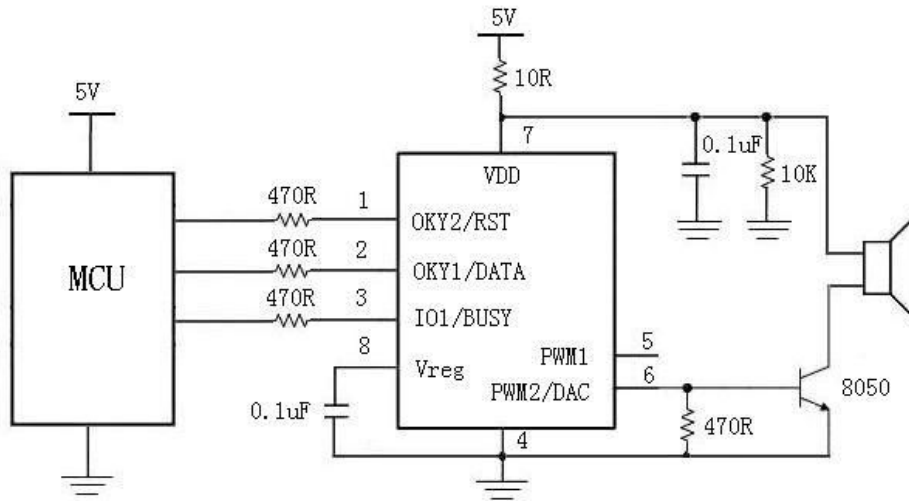 5V
10R
5V
7
0.1uF
10K
VDD
470R
1
OKY2/RST
470R
2
OKY1/DATA
MCU
470R
3
IO1/BUSY
8
Vreg
PWM1
5
PWM2/DAC
6
8050
0.1uF
470R
4